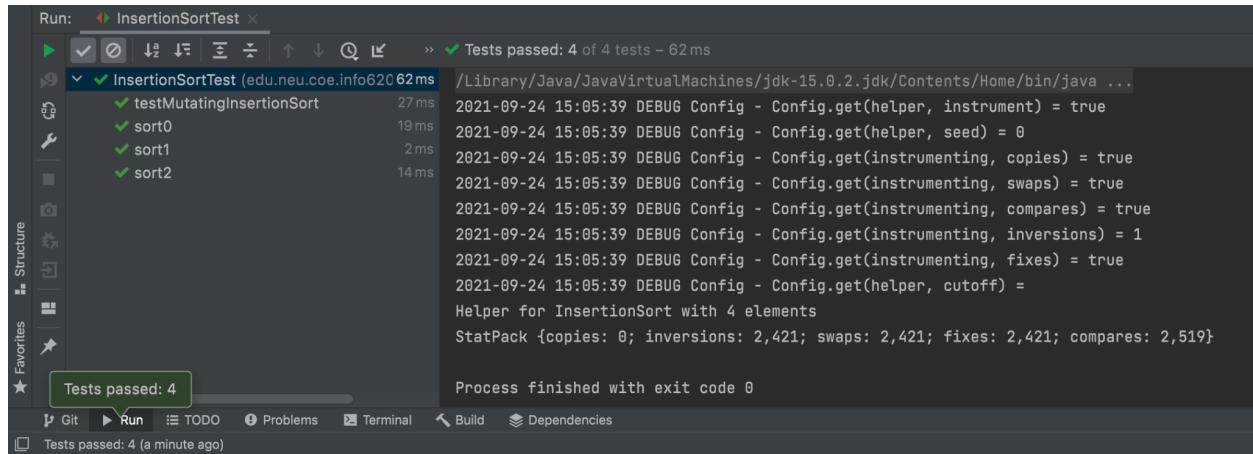 Run: InsertionSortTest ×
» Tests passed: 4 of 4 tests – 62 ms
InsertionSortTest (edu.neu.coe.info620 62 ms
testMutatingInsertionSort 27 ms
sort0 19 ms
sort1 2 ms
sort2 14 ms
/Library/Java/JavaVirtualMachines/jdk-15.0.2.jdk/Contents/Home/bin/java ...
2021-09-24 15:05:39 DEBUG Config - Config.get(helper, instrument) = true
2021-09-24 15:05:39 DEBUG Config - Config.get(helper, seed) = 0
2021-09-24 15:05:39 DEBUG Config - Config.get(instrumenting, copies) = true
2021-09-24 15:05:39 DEBUG Config - Config.get(instrumenting, swaps) = true
2021-09-24 15:05:39 DEBUG Config - Config.get(instrumenting, compares) = true
2021-09-24 15:05:39 DEBUG Config - Config.get(instrumenting, inversions) = 1
2021-09-24 15:05:39 DEBUG Config - Config.get(instrumenting, fixes) = true
2021-09-24 15:05:39 DEBUG Config - Config.get(helper, cutoff) =
Helper for InsertionSort with 4 elements
StatPack {copies: 0; inversions: 2,421; swaps: 2,421; fixes: 2,421; compares: 2,519}
Process finished with exit code 0
Structure
Favorites
Tests passed: 4
Git Run TODO Problems Terminal Build Dependencies
Tests passed: 4 (a minute ago)